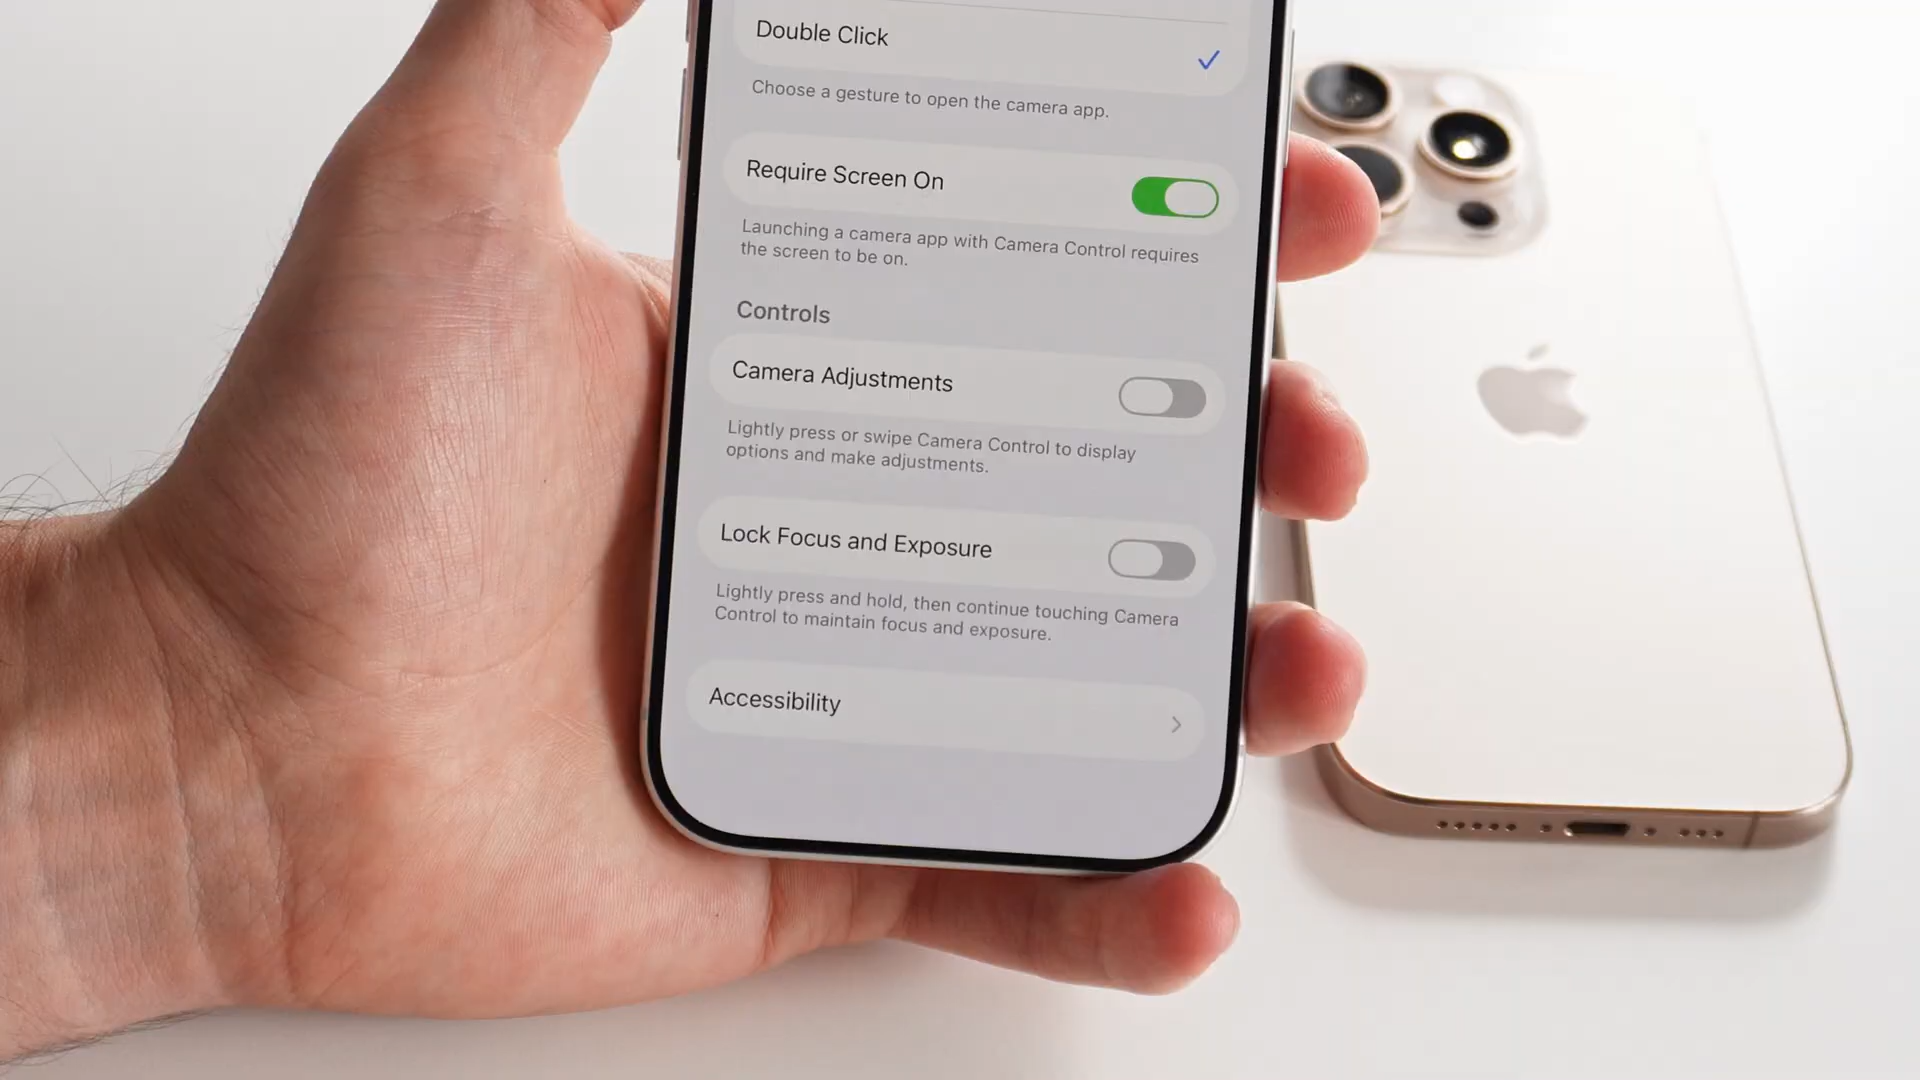 Double Click
Choose a gesture to open the camera app.
Require Screen On
Launching a camera app with Camera Control requires
the screen to be on.
Controls
Camera Adjustments
Lightly press or swipe Camera Control to display
options and make adjustments.
Lock Focus and Exposure
Lightly press and hold, then continue touching Camera
Control to maintain focus and exposure.
Accessibility